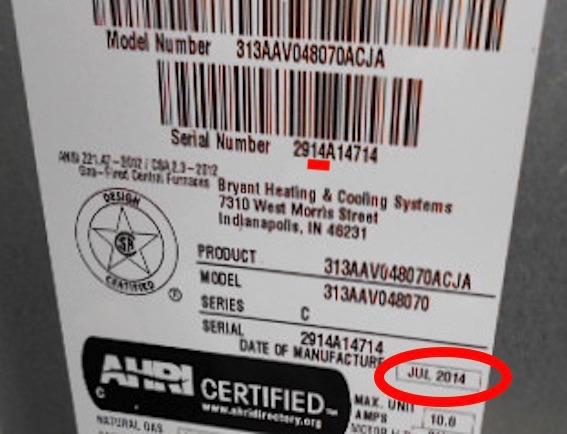 Model Number 313AAV048070ACJA
Serial Number 2914A14714
ANSI Z21.47-2012 / CSA 2.3-2012
Gas-Fired Central Furnaces
Bryant Heating & Cooling Systems
7310 West Morris Street
Indianapolis, IN 46231
DESIGN
CERTIFIED
®
PRODUCT 313AAV048070ACJA
MODEL 313AAV048070
SERIES C
SERIAL 2914A14714
DATE OF MANUFACTURE JUL 2014
AHRI CERTIFIED™
www.ahridirectory.org
C
MAX. UNIT
AMPS 10.0
NATURAL GAS